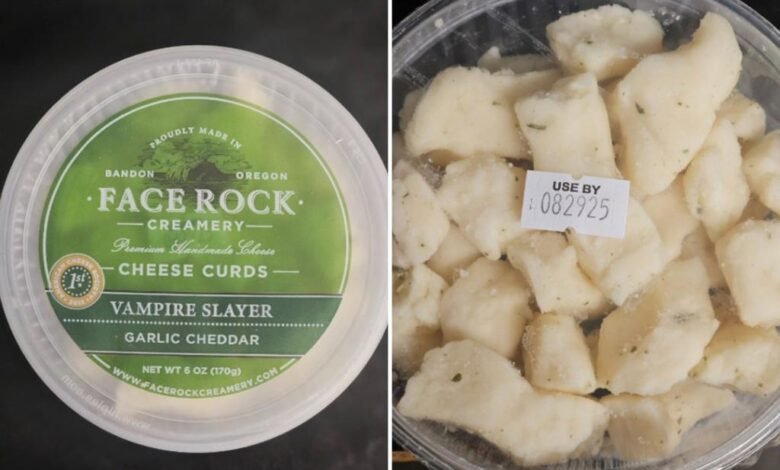 PROUDLY MADE IN
BANDON OREGON
FACE ROCK
CREAMERY
Premium Handmade Cheese
CHEESE CURDS
1st
VAMPIRE SLAYER
GARLIC CHEDDAR
NET WT 6 OZ (170g)
WWW.FACEROCKCREAMERY.COM
USE BY
082925